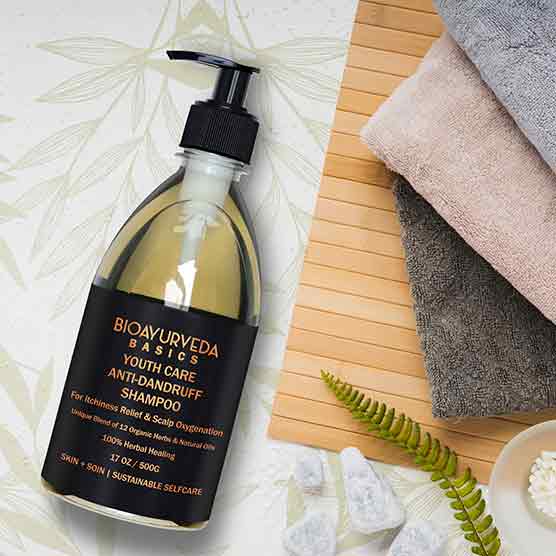 BIOAYURVEDA
BASICS
YOUTH CARE
ANTI-DANDRUFF
SHAMPOO
For Itchiness Relief & Scalp Oxygenation
Unique Blend of 12 Organic Herbs & Natural Oils
100% Herbal Healing
17 OZ / 500G
SKIN + SOIN | SUSTAINABLE SELFCARE